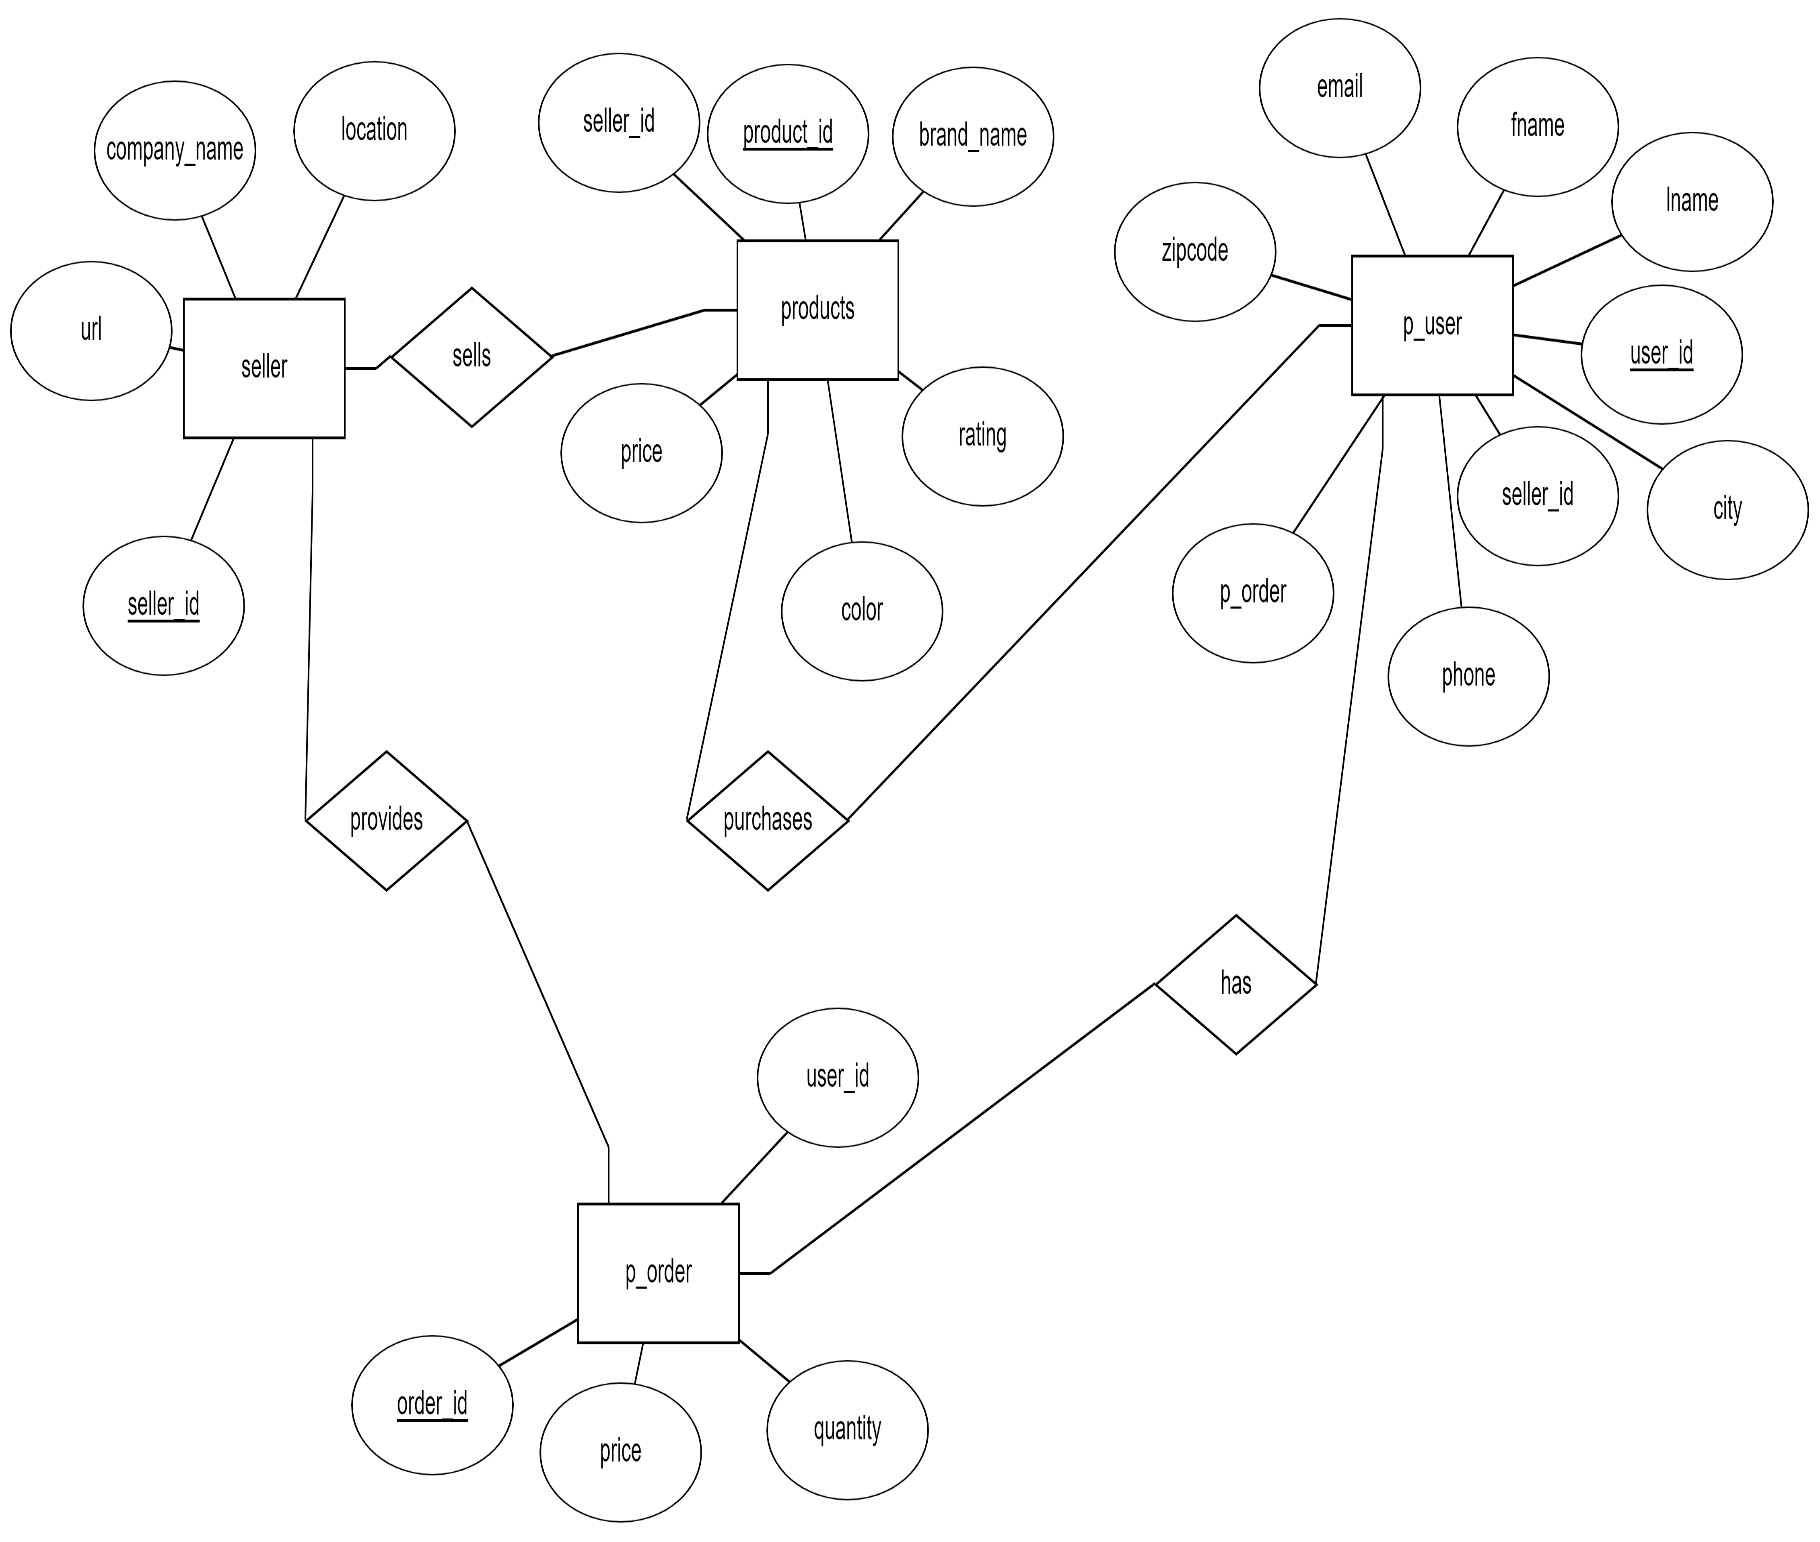 email
fname
location
seller_id
product_id
brand_name
company_name
lname
zipcode
url
products
p_user
user_id
seller
sells
price
rating
seller_id
city
p_order
seller_id
color
phone
provides
purchases
has
user_id
p_order
order_id
price
quantity